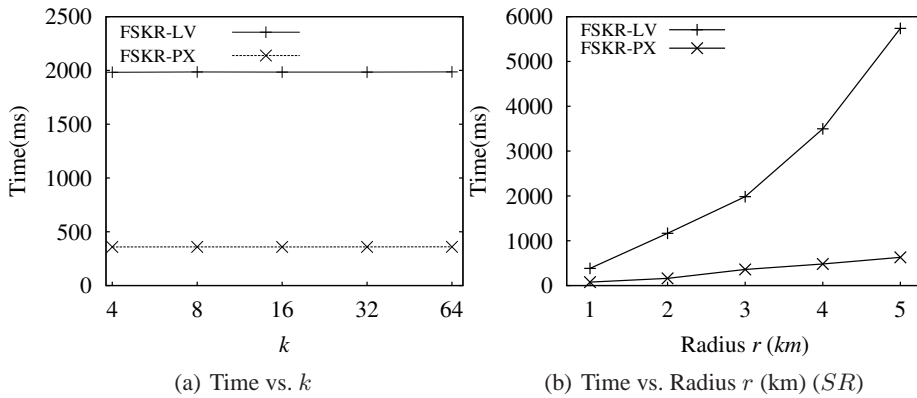 2500
2000
1500
1000
500
0
Time(ms)
FSKR-LV
FSKR-PX
4 8 16 32 64
k
(a) Time vs. k
6000
5000
4000
3000
2000
1000
0
Time(ms)
FSKR-LV
FSKR-PX
1 2 3 4 5
Radius r (km)
(b) Time vs. Radius r (km) (SR)